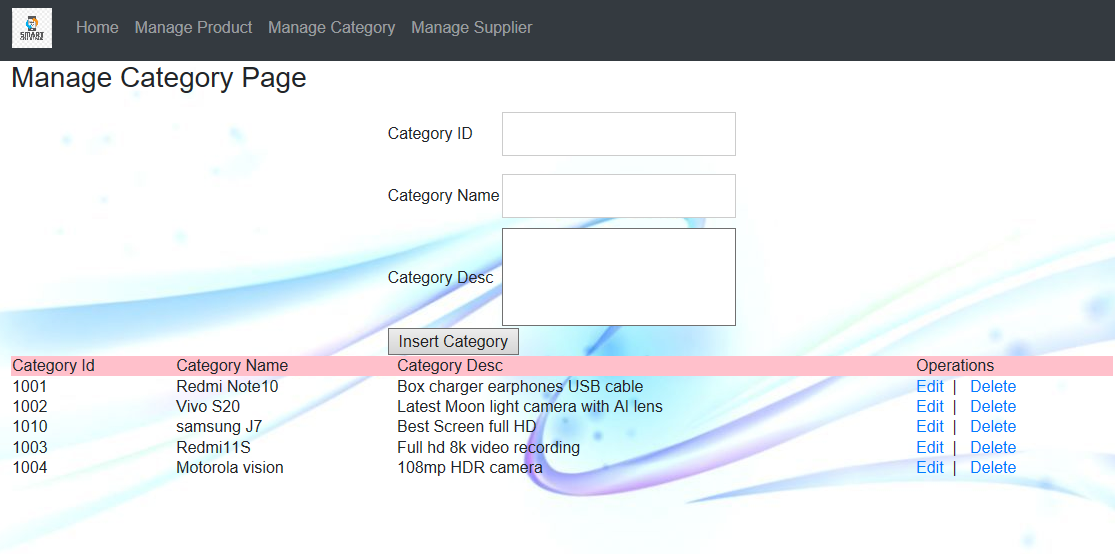 SMART
Home Manage Product Manage Category Manage Supplier
Manage Category Page
Category ID
Category Name
Category Desc
Insert Category
Category Id Category Name Category Desc Operations
1001 Redmi Note10 Box charger earphones USB cable Edit | Delete
1002 Vivo S20 Latest Moon light camera with AI lens Edit | Delete
1010 samsung J7 Best Screen full HD Edit | Delete
1003 Redmi11S Full hd 8k video recording Edit | Delete
1004 Motorola vision 108mp HDR camera Edit | Delete